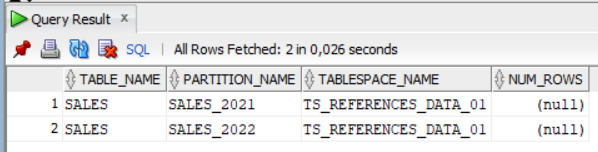 Query Result x
SQL | All Rows Fetched: 2 in 0,026 seconds
TABLE_NAME PARTITION_NAME TABLESPACE_NAME NUM_ROWS
1 SALES SALES_2021 TS_REFERENCES_DATA_01 (null)
2 SALES SALES_2022 TS_REFERENCES_DATA_01 (null)